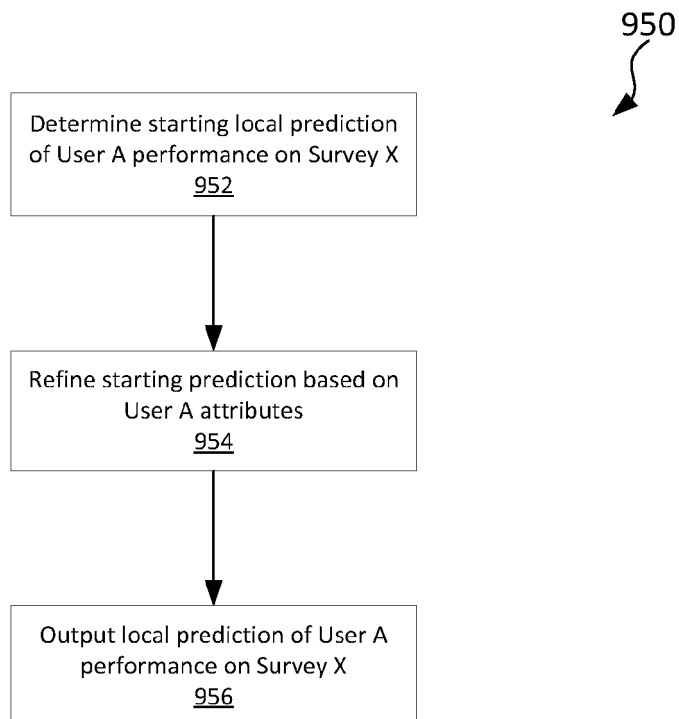 950
Determine starting local prediction
of User A performance on Survey X
952
Refine starting prediction based on
User A attributes
954
Output local prediction of User A
performance on Survey X
956